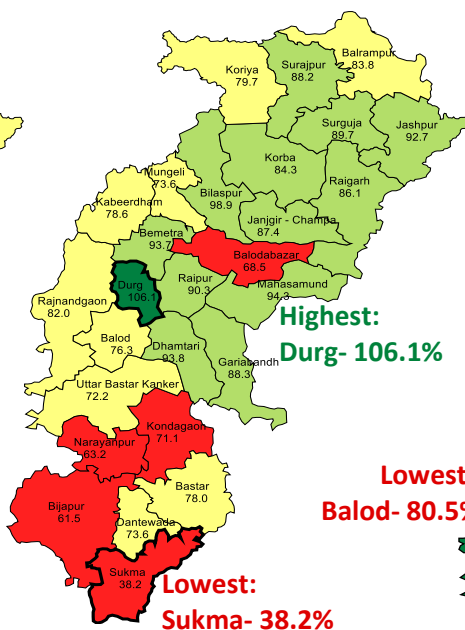 Balrampur
83.8
Surajpur
88.2
Koriya
79.7
Surguja
89.7
Jashpur
92.7
Korba
84.3
Mungeli
73.6
Raigarh
86.1
Bilaspur
98.9
Kabeerdham
78.6
Janjgir - Champa
87.4
Bemetra
93.7
Balodabazar
68.5
Durg
106.1
Raipur
90.3
Mahasamund
94.3
Rajnandgaon
82.0
Highest:
Durg- 106.1%
Balod
76.3
Dhamtari
93.8
Gariabandh
88.3
Uttar Bastar Kanker
72.2
Kondagaon
71.1
Narayanpur
63.2
Bijapur
61.5
Bastar
78.0
Lowest
Balod- 80.5%
Dantewada
73.6
Sukma
38.2
Lowest:
Sukma- 38.2%